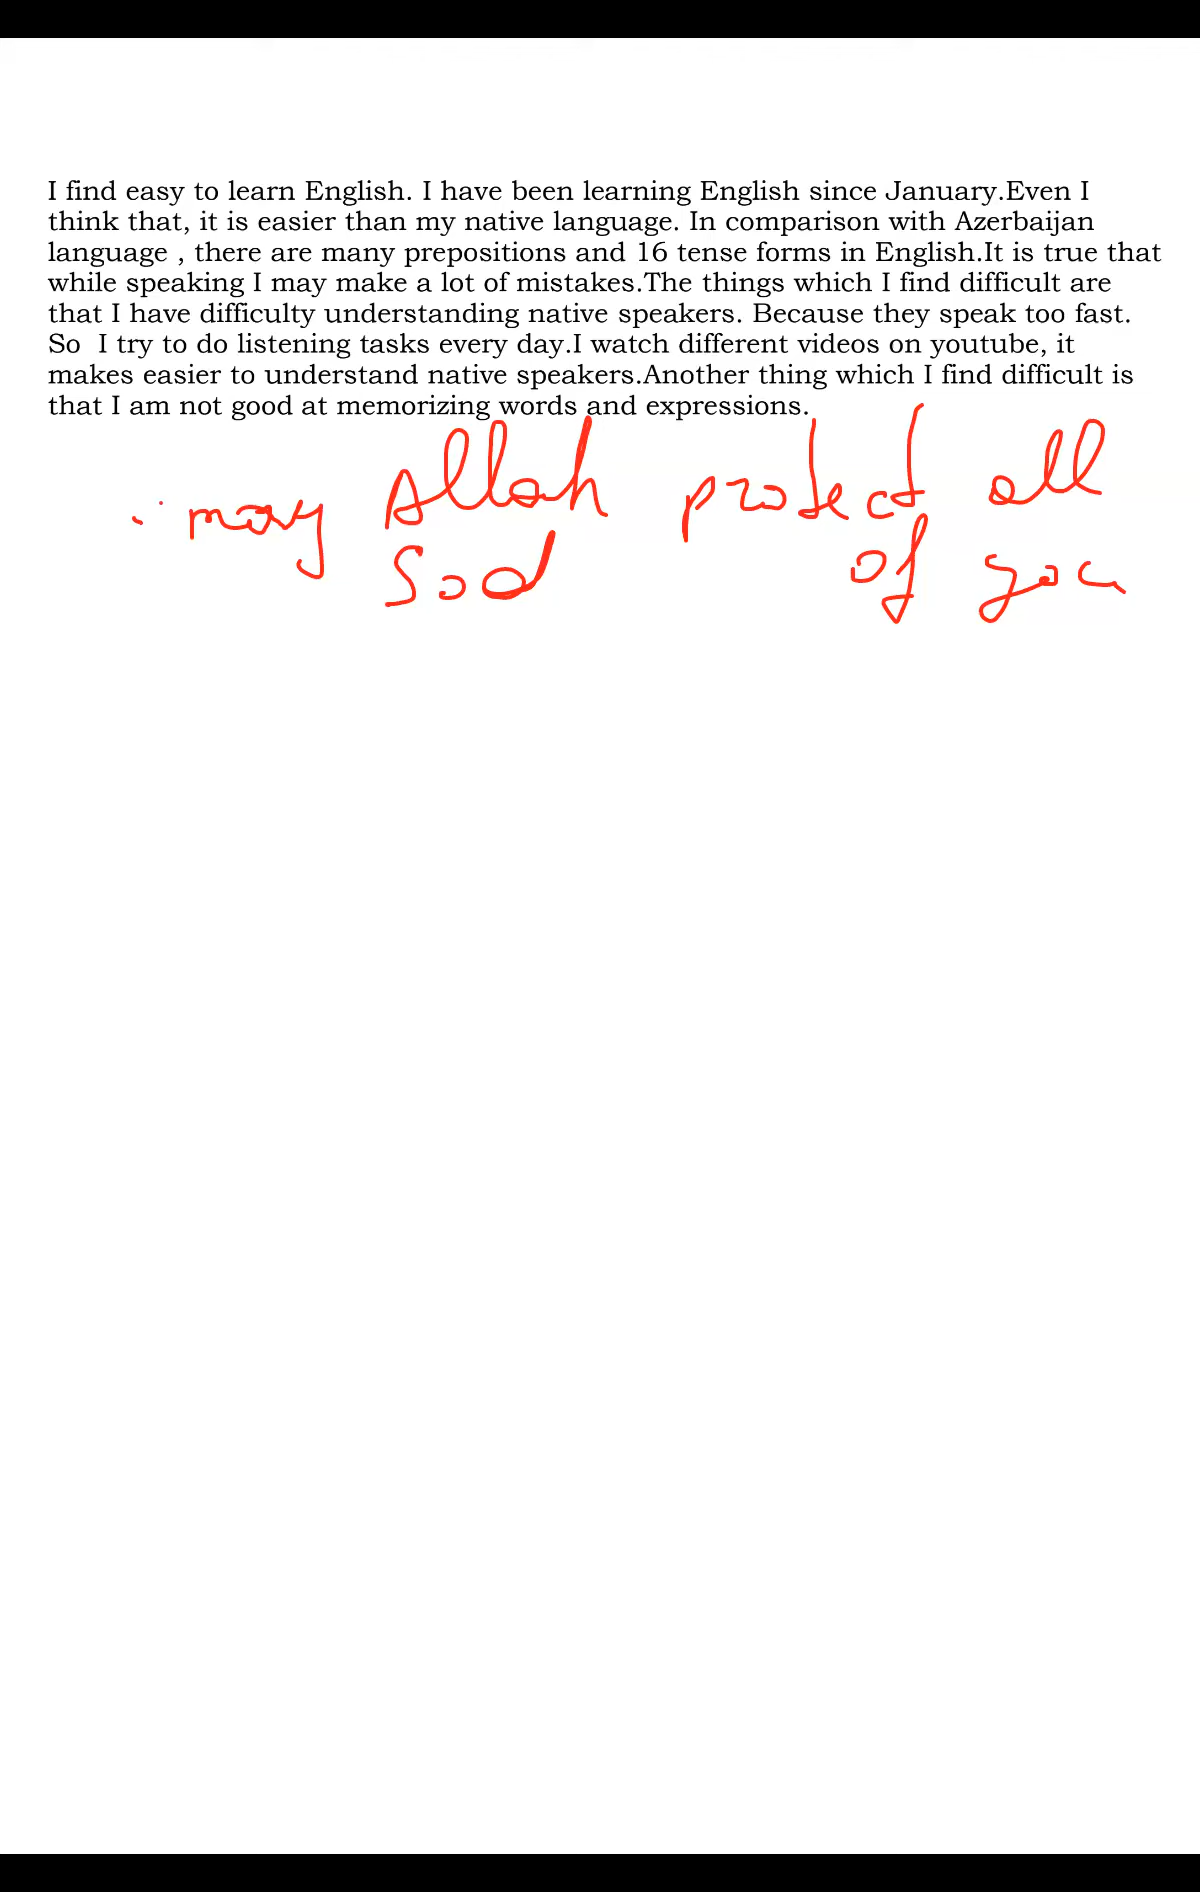 I find easy to learn English. I have been learning English since January.Even I
think that, it is easier than my native language. In comparison with Azerbaijan
language , there are many prepositions and 16 tense forms in English.It is true that
while speaking I may make a lot of mistakes.The things which I find difficult are
that I have difficulty understanding native speakers. Because they speak too fast.
So  I try to do listening tasks every day.I watch different videos on youtube, it
makes easier to understand native speakers.Another thing which I find difficult is
that I am not good at memorizing words and expressions.
may Allah protect all
God of you